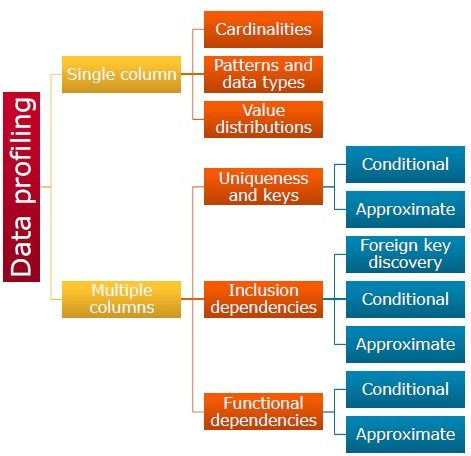 Data profiling
Single column
Cardinalities
Patterns and
data types
Value
distributions
Multiple
columns
Uniqueness
and keys
Conditional
Approximate
Inclusion
dependencies
Foreign key
discovery
Conditional
Approximate
Functional
dependencies
Conditional
Approximate